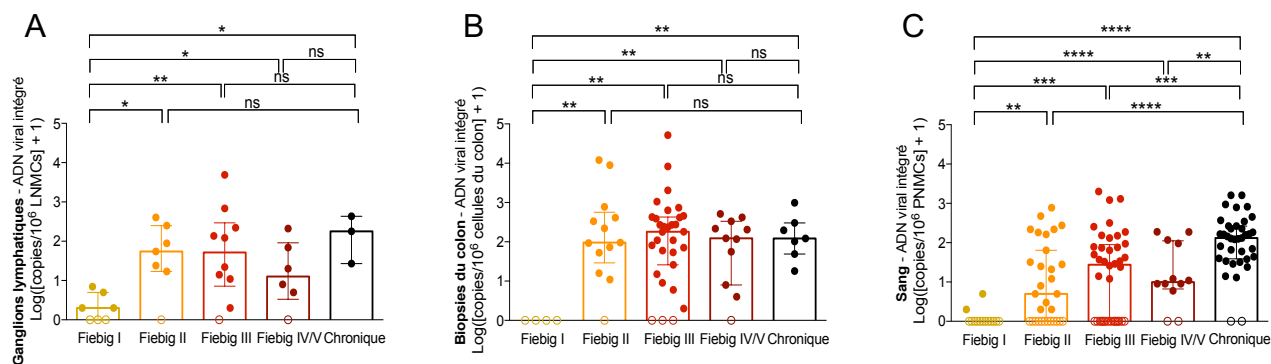 A
*
* ns
** ns
* ns
Ganglions lymphatiques - ADN viral intégré
Log([copies/10⁶ LNMCs] + 1)
5
4
3
2
1
0
Fiebig I Fiebig II Fiebig III Fiebig IV/V Chronique
B
**
** ns
** ns
** ns
Biopsies du colon - ADN viral intégré
Log([copies/10⁶ cellules du colon] + 1)
5
4
3
2
1
0
Fiebig I Fiebig II Fiebig III Fiebig IV/V Chronique
C
****
**** **
*** ***
** ****
Sang - ADN viral intégré
Log([copies/10⁶ PNMCs] + 1)
5
4
3
2
1
0
Fiebig I Fiebig II Fiebig III Fiebig IV/V Chronique